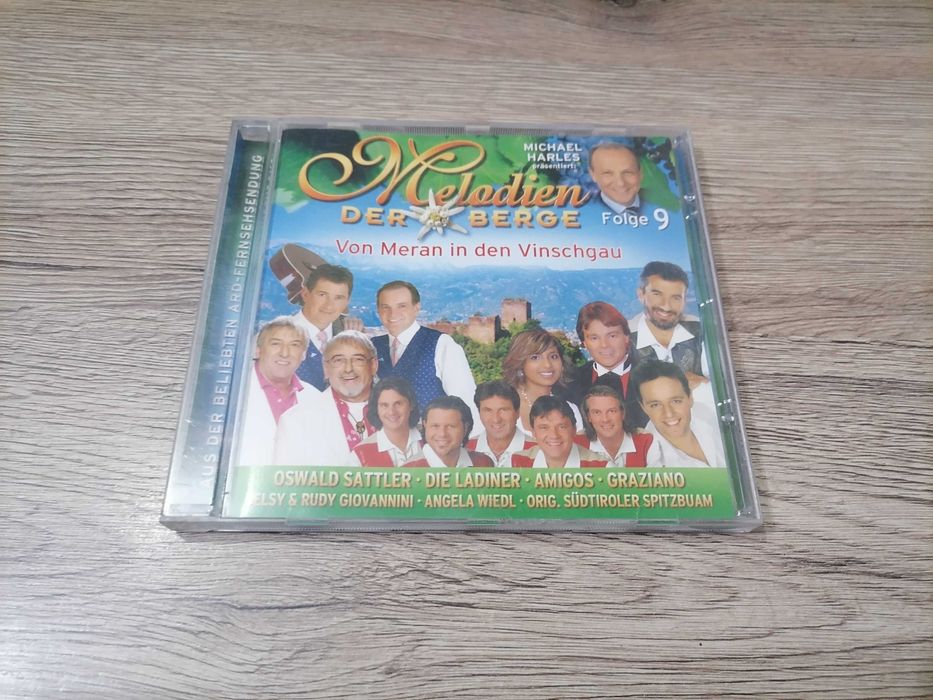 AUS DER BELIEBTEN ARD-FERNSEHSENDUNG
MICHAEL
HARLES
präsentiert:
Melodien
DER BERGE
Folge 9
Von Meran in den Vinschgau
OSWALD SATTLER · DIE LADINER · AMIGOS · GRAZIANO
ELSY & RUDY GIOVANNINI · ANGELA WIEDL · ORIG. SÜDTIROLER SPITZBUAM